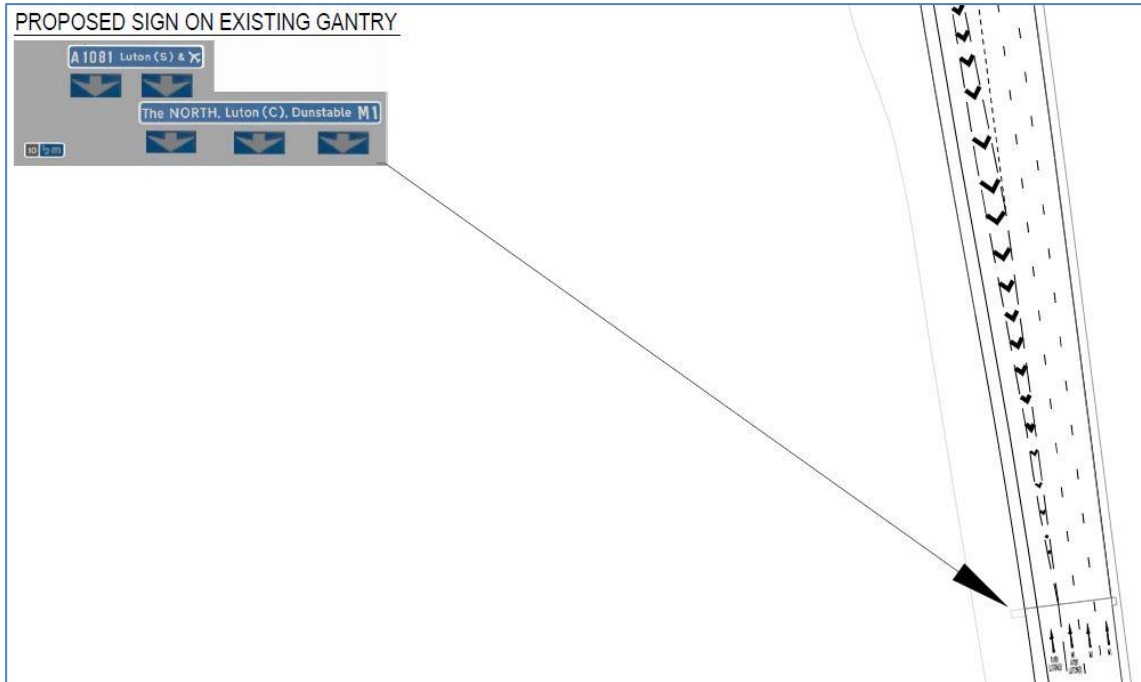 PROPOSED SIGN ON EXISTING GANTRY
A1081 Luton (S) &
The NORTH, Luton (C), Dunstable M1
10 ½ m